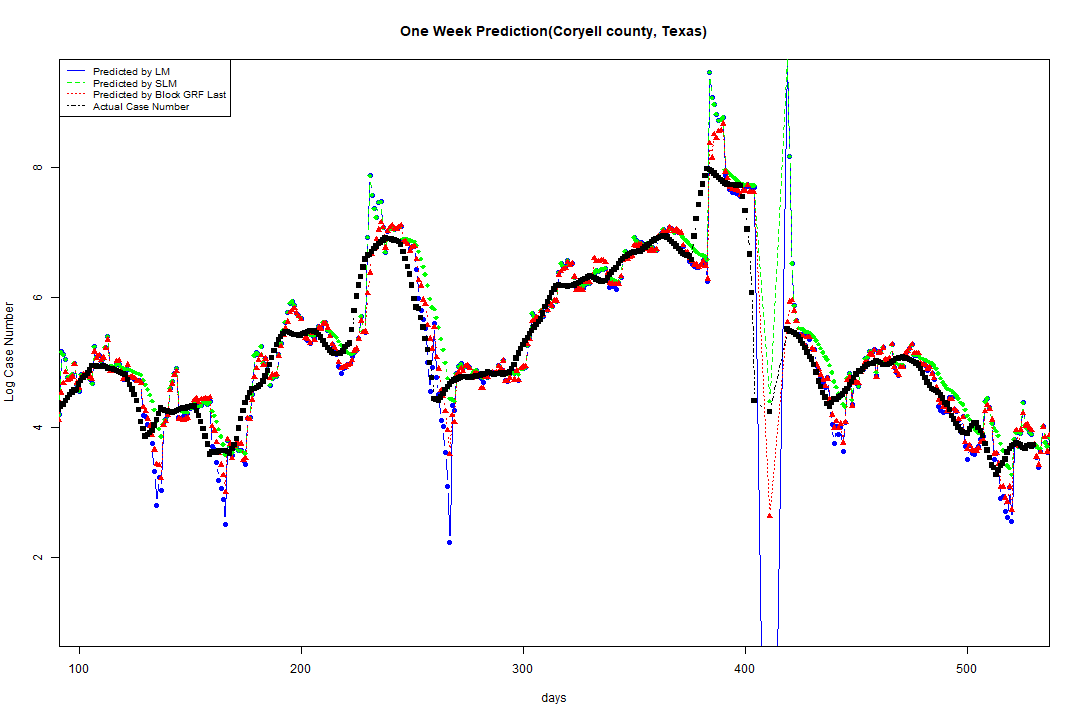 One Week Prediction(Coryell county, Texas)
Predicted by LM
Predicted by SLM
Predicted by Block GRF Last
Actual Case Number
Log Case Number
8
6
4
2
100 200 300 400 500
days